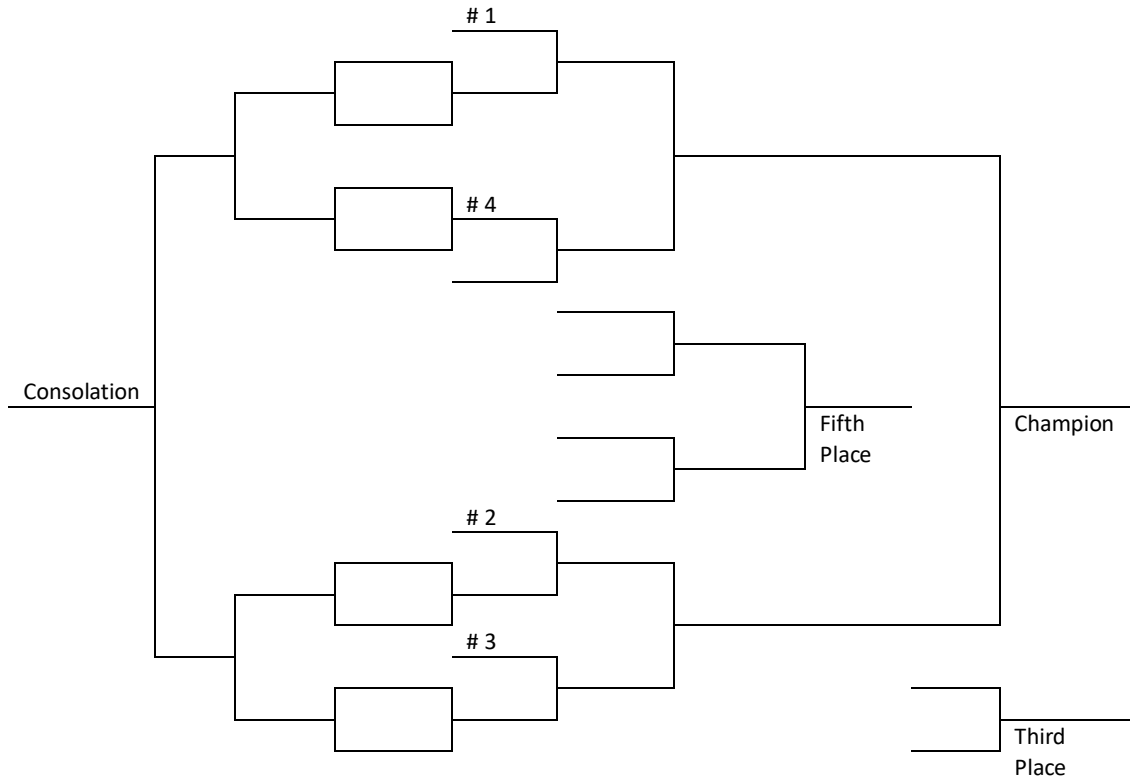 # 1
# 4
Consolation
Fifth
Place
Champion
# 2
# 3
Third
Place